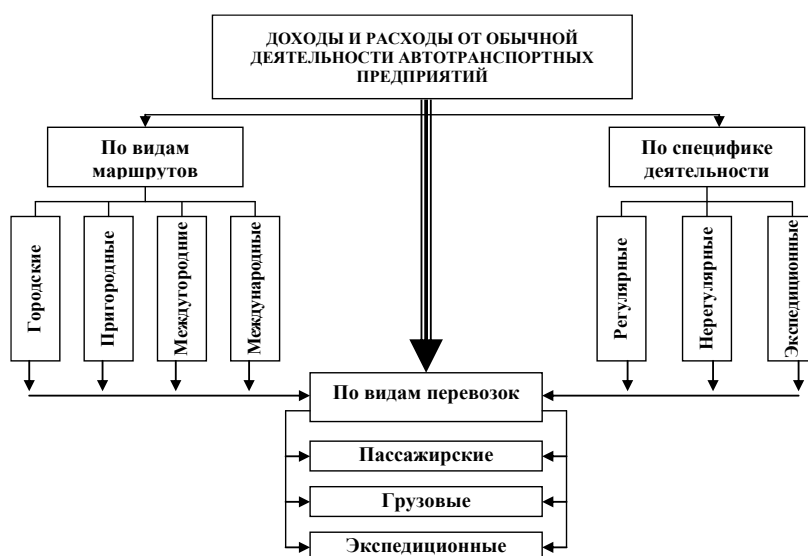 ДОХОДЫ И РАСХОДЫ ОТ ОБЫЧНОЙ
ДЕЯТЕЛЬНОСТИ АВТОТРАНСПОРТНЫХ
ПРЕДПРИЯТИЙ
По видам
маршрутов
По специфике
деятельности
Городские
Пригородные
Междугородние
Международные
Регулярные
Нерегулярные
Экспедиционные
По видам перевозок
Пассажирские
Грузовые
Экспедиционные